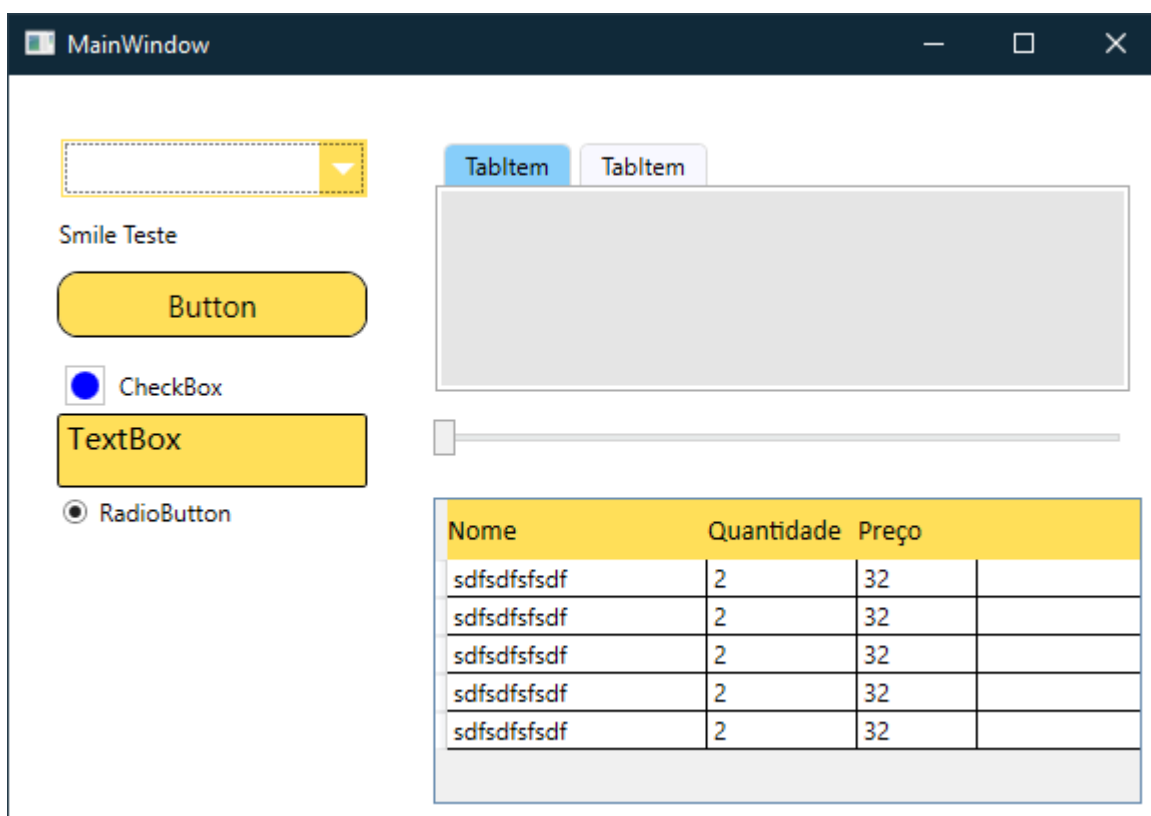 MainWindow
Smile Teste
Button
CheckBox
TextBox
RadioButton
TabItem TabItem
Nome Quantidade Preço
sdfsdfsfsdf 2 32
sdfsdfsfsdf 2 32
sdfsdfsfsdf 2 32
sdfsdfsfsdf 2 32
sdfsdfsfsdf 2 32